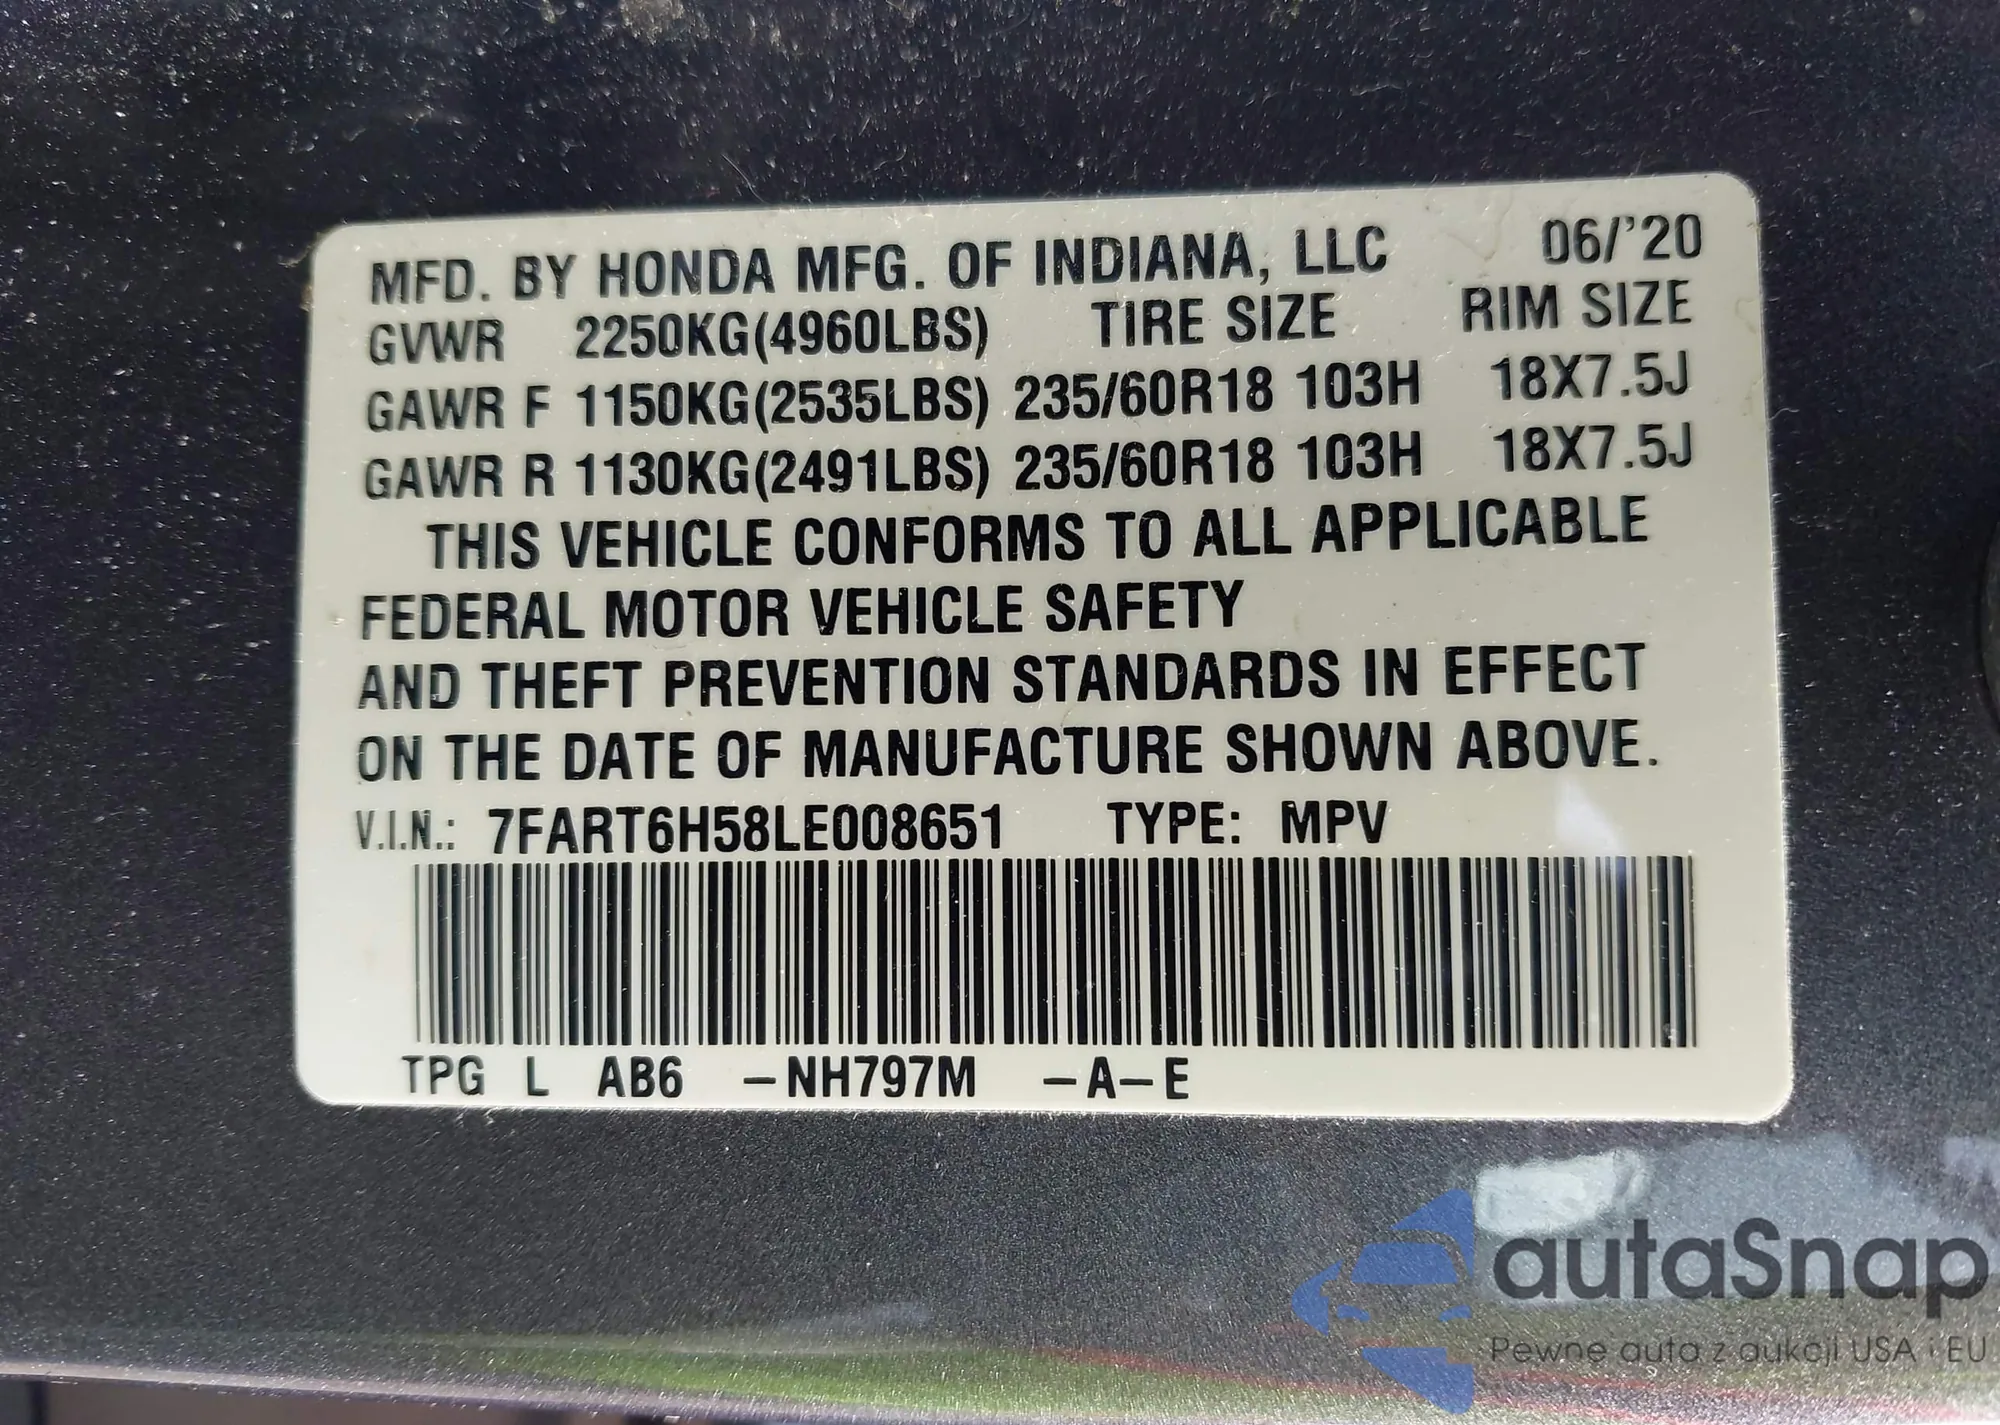 MFD. BY HONDA MFG. OF INDIANA, LLC 06/'20
GVWR 2250KG(4960LBS) TIRE SIZE RIM SIZE
GAWR F 1150KG(2535LBS) 235/60R18 103H 18X7.5J
GAWR R 1130KG(2491LBS) 235/60R18 103H 18X7.5J
THIS VEHICLE CONFORMS TO ALL APPLICABLE
FEDERAL MOTOR VEHICLE SAFETY
AND THEFT PREVENTION STANDARDS IN EFFECT
ON THE DATE OF MANUFACTURE SHOWN ABOVE.
V.I.N.: 7FART6H58LE008651 TYPE: MPV
TPG L AB6 –NH797M –A–E
autaSnap
Pewne auta z aukcji USA i EU